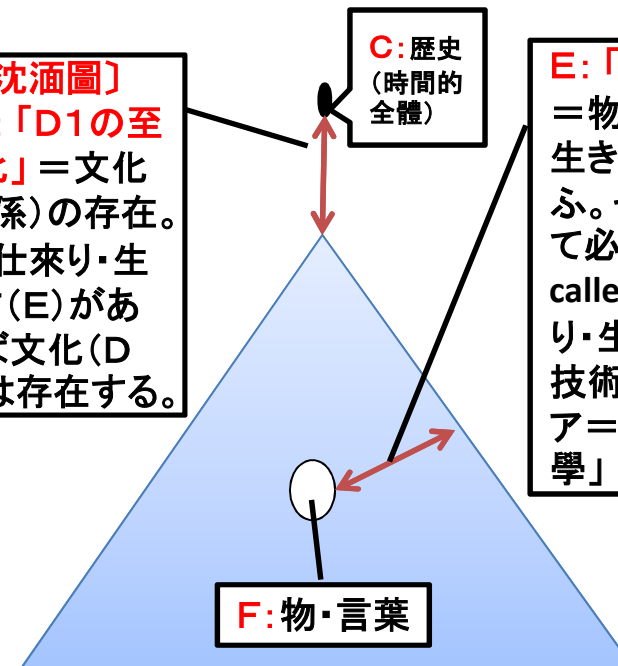 沈湎圖〕
:「D1の至
化」＝文化
係)の存在。
仕来り・生
(E)があ
ば文化(D
は存在する。
C:歴史
(時間的
全體)
E:「
＝物
生き
ふ。
て必
calle
り・生
技術
ア＝
學」
F:物・言葉